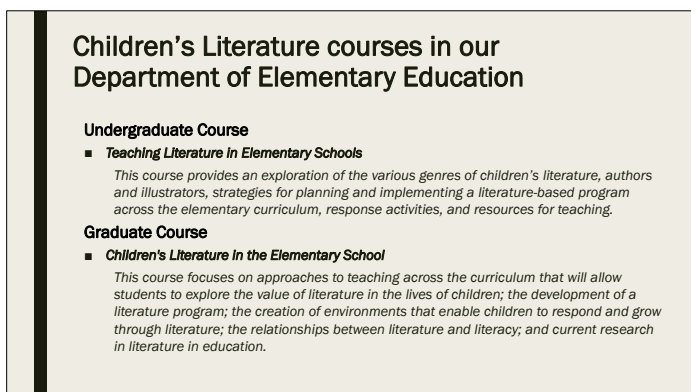 Children’s Literature courses in our
Department of Elementary Education
Undergraduate Course
■ Teaching Literature in Elementary Schools
This course provides an exploration of the various genres of children’s literature, authors
and illustrators, strategies for planning and implementing a literature-based program
across the elementary curriculum, response activities, and resources for teaching.
Graduate Course
■ Children's Literature in the Elementary School
This course focuses on approaches to teaching across the curriculum that will allow
students to explore the value of literature in the lives of children; the development of a
literature program; the creation of environments that enable children to respond and grow
through literature; the relationships between literature and literacy; and current research
in literature in education.